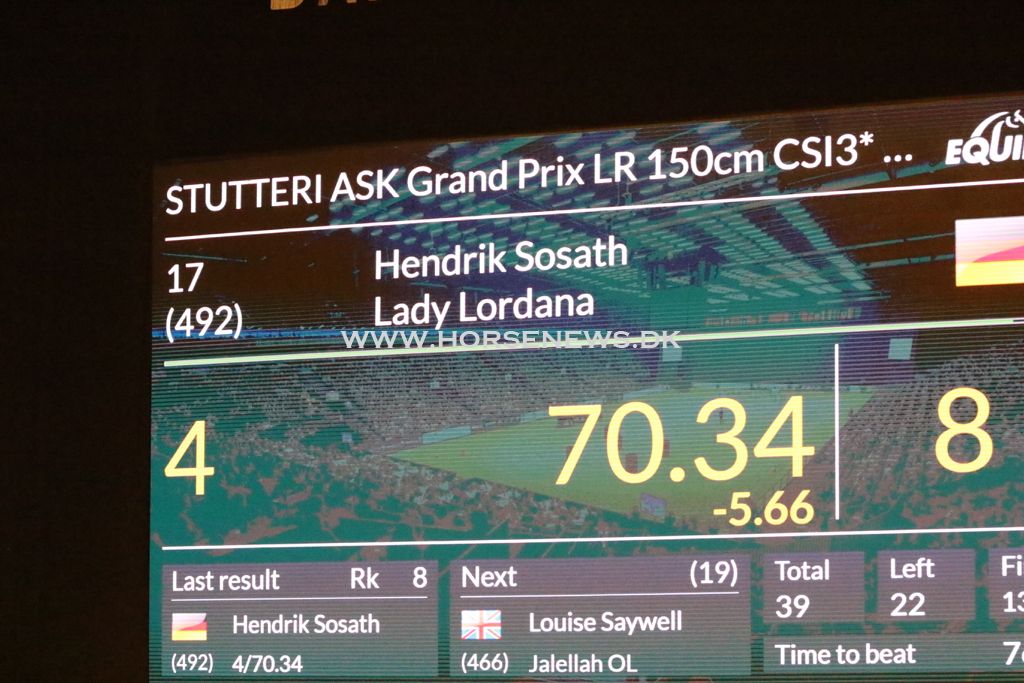 STUTTERI ASK Grand Prix LR 150cm CSI3* ...
17 Hendrik Sosath
(492) Lady Lordana
WWW.HORSENEWS.DK
4 70.34 8
-5.66
Last result Rk 8 Next (19) Total Left
39 22
Hendrik Sosath Louise Saywell
(492) 4/70.34 (466) Jalellah OL Time to beat